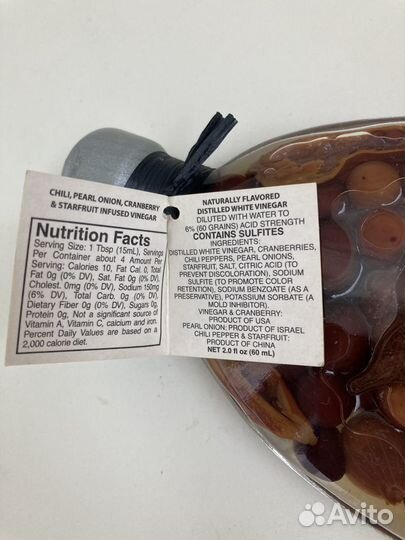 CHILI, PEARL ONION, CRANBERRY
& STARFRUIT INFUSED VINEGAR
Nutrition Facts
Serving Size: 1 Tbsp (15mL), Servings
Per Container about 4 Amount Per
Serving: Calories 10, Fat Cal. 0, Total
Fat 0g (0% DV), Sat. Fat 0g (0% DV),
Cholest. 0mg (0% DV), Sodium 150mg
(6% DV), Total Carb. 0g (0% DV),
Dietary Fiber 0g (0% DV), Sugar 0g,
Protein 0g, Not a significant source of
Vitamin A, Vitamin C, calcium and iron.
Percent Daily Values are based on a
2,000 calorie diet.
NATURALLY FLAVORED
DISTILLED WHITE VINEGAR
DILUTED WITH WATER TO
6% (60 GRAINS) ACID STRENGTH
CONTAINS SULFITES
INGREDIENTS:
DISTILLED WHITE VINEGAR, CRANBERRIES,
CHILI PEPPERS, PEARL ONIONS,
STARFRUIT, SALT, CITRIC ACID (TO
PREVENT DISCOLORATION), SODIUM
SULFITE (TO PROMOTE COLOR
RETENTION), SODIUM BENZOATE (AS A
PRESERVATIVE), POTASSIUM SORBATE (A
MOLD INHIBITOR).
VINEGAR & CRANBERRY:
PRODUCT OF USA
PEARL ONION: PRODUCT OF ISRAEL
CHILI PEPPER & STARFRUIT:
PRODUCT OF CHINA
NET 2.0 fl oz (60 mL)
Avito